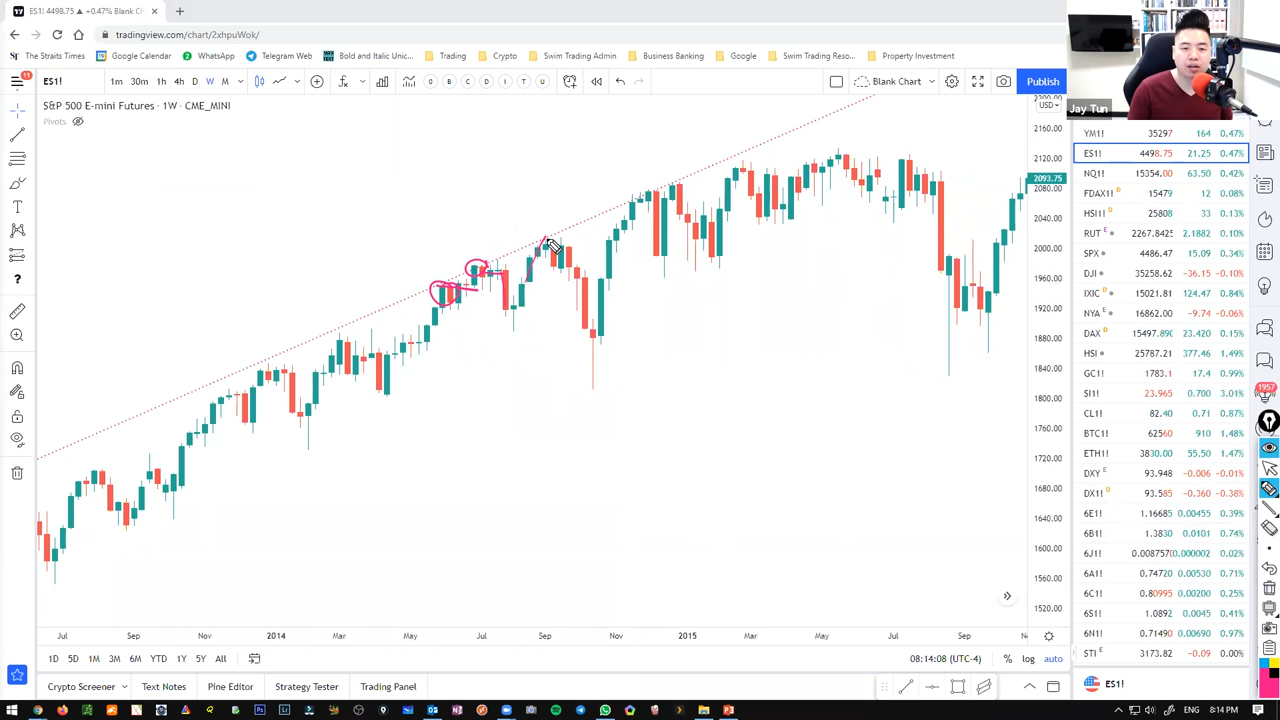 ES1! 4498.75 ▲ +0.47% Blank C
tradingview.com/chart/2xhpuWok/
The Straits Times Google Calendar WhatsApp Telegram Web Bold and Italic Uni... Trading Crypto Swim Trading Admin Business Banking Google Swim Trading Reso... Property Investment
11
ES1! 1m 30m 1h 4h D W M Blank Chart Publish
S&P 500 E-mini Futures · 1W · CME_MINI
Pivots
Jay Tun
USD
2160.00
2120.00
2093.75
2080.00
2040.00
2000.00
1960.00
1920.00
1880.00
1840.00
1800.00
1760.00
1720.00
1680.00
1640.00
1600.00
1560.00
1520.00
YM1! 35297 164 0.47%
ES1! 4498.75 21.25 0.47%
NQ1! 15354.00 63.50 0.42%
FDAX1! D 15479 12 0.08%
HSI1! D 25808 33 0.13%
RUT E 2267.8425 2.1882 0.10%
SPX 4486.47 5.09 0.24%
DJI 35258.62 −36.15 −0.10%
IXIC D 15021.81 124.47 0.84%
NYA E 16862.00 −9.74 −0.06%
DAX D 15497.890 23.420 0.15%
HSI 25787.21 377.46 1.49%
GC1! 1783.1 17.4 0.99%
SI1! 23.965 0.700 3.01%
CL1! 82.40 0.71 0.87%
BTC1! 62560 910 1.48%
ETH1! 3830.00 55.50 1.47%
DXY E 93.948 −0.006 −0.01%
DX1! D 93.585 −0.360 −0.38%
6E1! 1.16685 0.00455 0.39%
6B1! 1.3830 0.0101 0.74%
6J1! 0.008757 0.000002 0.02%
6A1! 0.74720 0.00530 0.71%
6C1! 0.80995 0.00200 0.25%
6S1! 1.0892 0.0045 0.41%
6N1! 0.71490 0.00690 0.97%
STI E 3173.82 −0.09 0.00%
1957
Jul Sep Nov 2014 Mar May Jul Sep Nov 2015 Mar May Jul Sep
1D 5D 1M 3M 6M YTD 1Y 5Y All 08:14:08 (UTC-4) % log auto
Crypto Screener Text Notes Pine Editor Strategy Tester Trading Panel
ES1!
ENG 8:14 PM